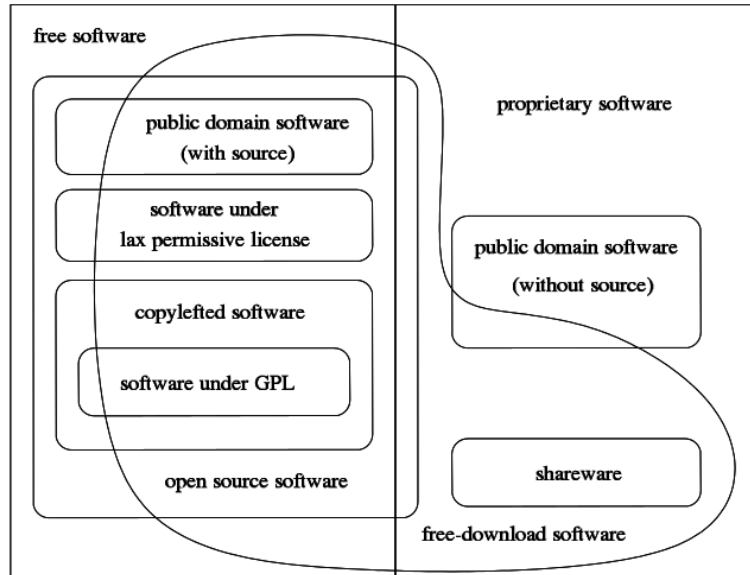 free software
public domain software
(with source)
software under
lax permissive license
copylefted software
software under GPL
open source software
proprietary software
public domain software
(without source)
shareware
free-download software